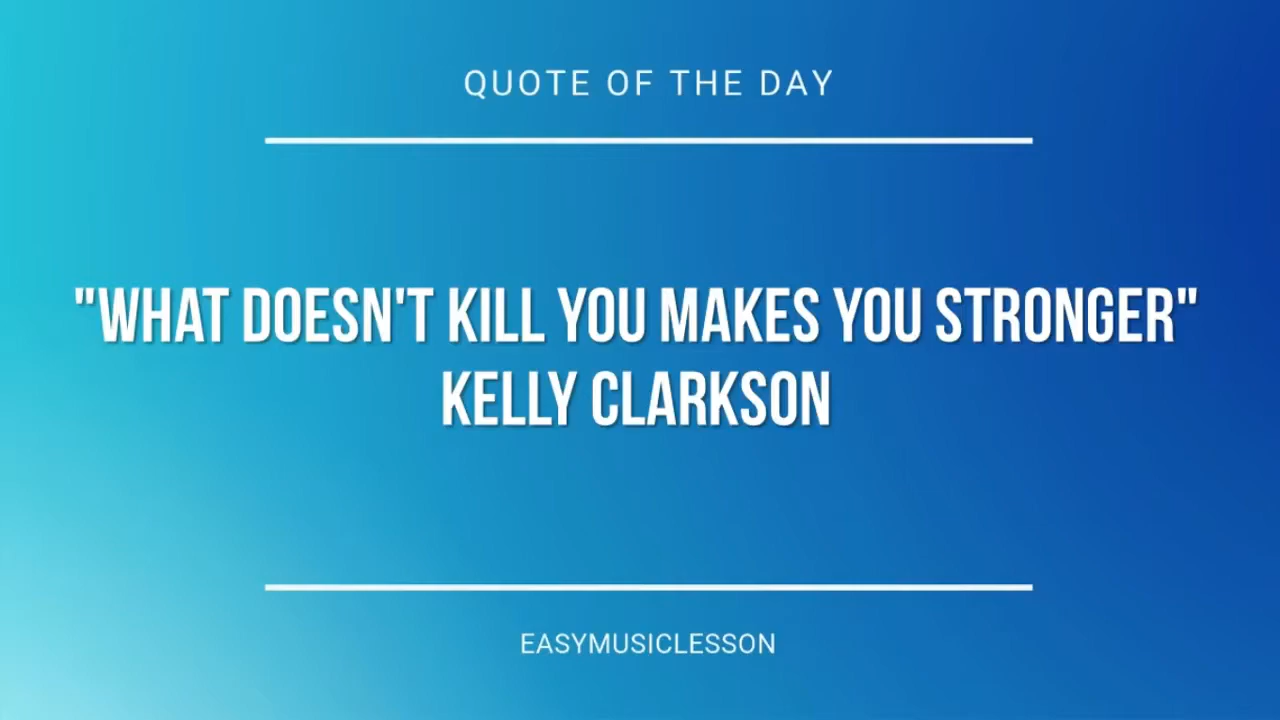 QUOTE OF THE DAY
"WHAT DOESN'T KILL YOU MAKES YOU STRONGER"
KELLY CLARKSON
EASYMUSICLESSON